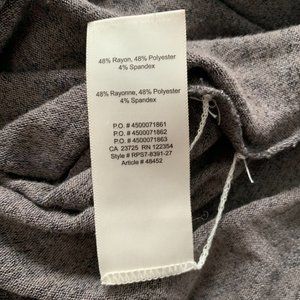 48% Rayon, 48% Polyester
4% Spandex
48% Rayonne, 48% Polyester
4% Spandex
P.O. # 4500071861
P.O. # 4500071862
P.O. # 4500071863
CA 23725 RN 122354
Style # RPS7-8391-27
Article # 48452